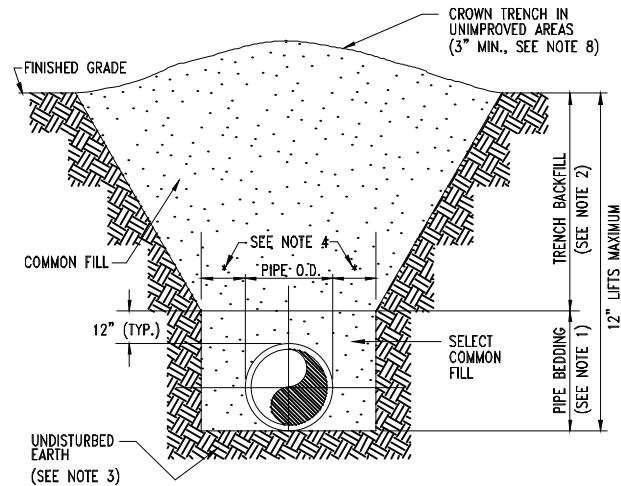 CROWN TRENCH IN
UNIMPROVED AREAS
(3" MIN., SEE NOTE 8)
FINISHED GRADE
COMMON FILL
* SEE NOTE 4 *
PIPE O.D.
12" (TYP.)
SELECT
COMMON
FILL
UNDISTURBED
EARTH
(SEE NOTE 3)
TRENCH BACKFILL
(SEE NOTE 2)
PIPE BEDDING
(SEE NOTE 1)
12" LIFTS MAXIMUM